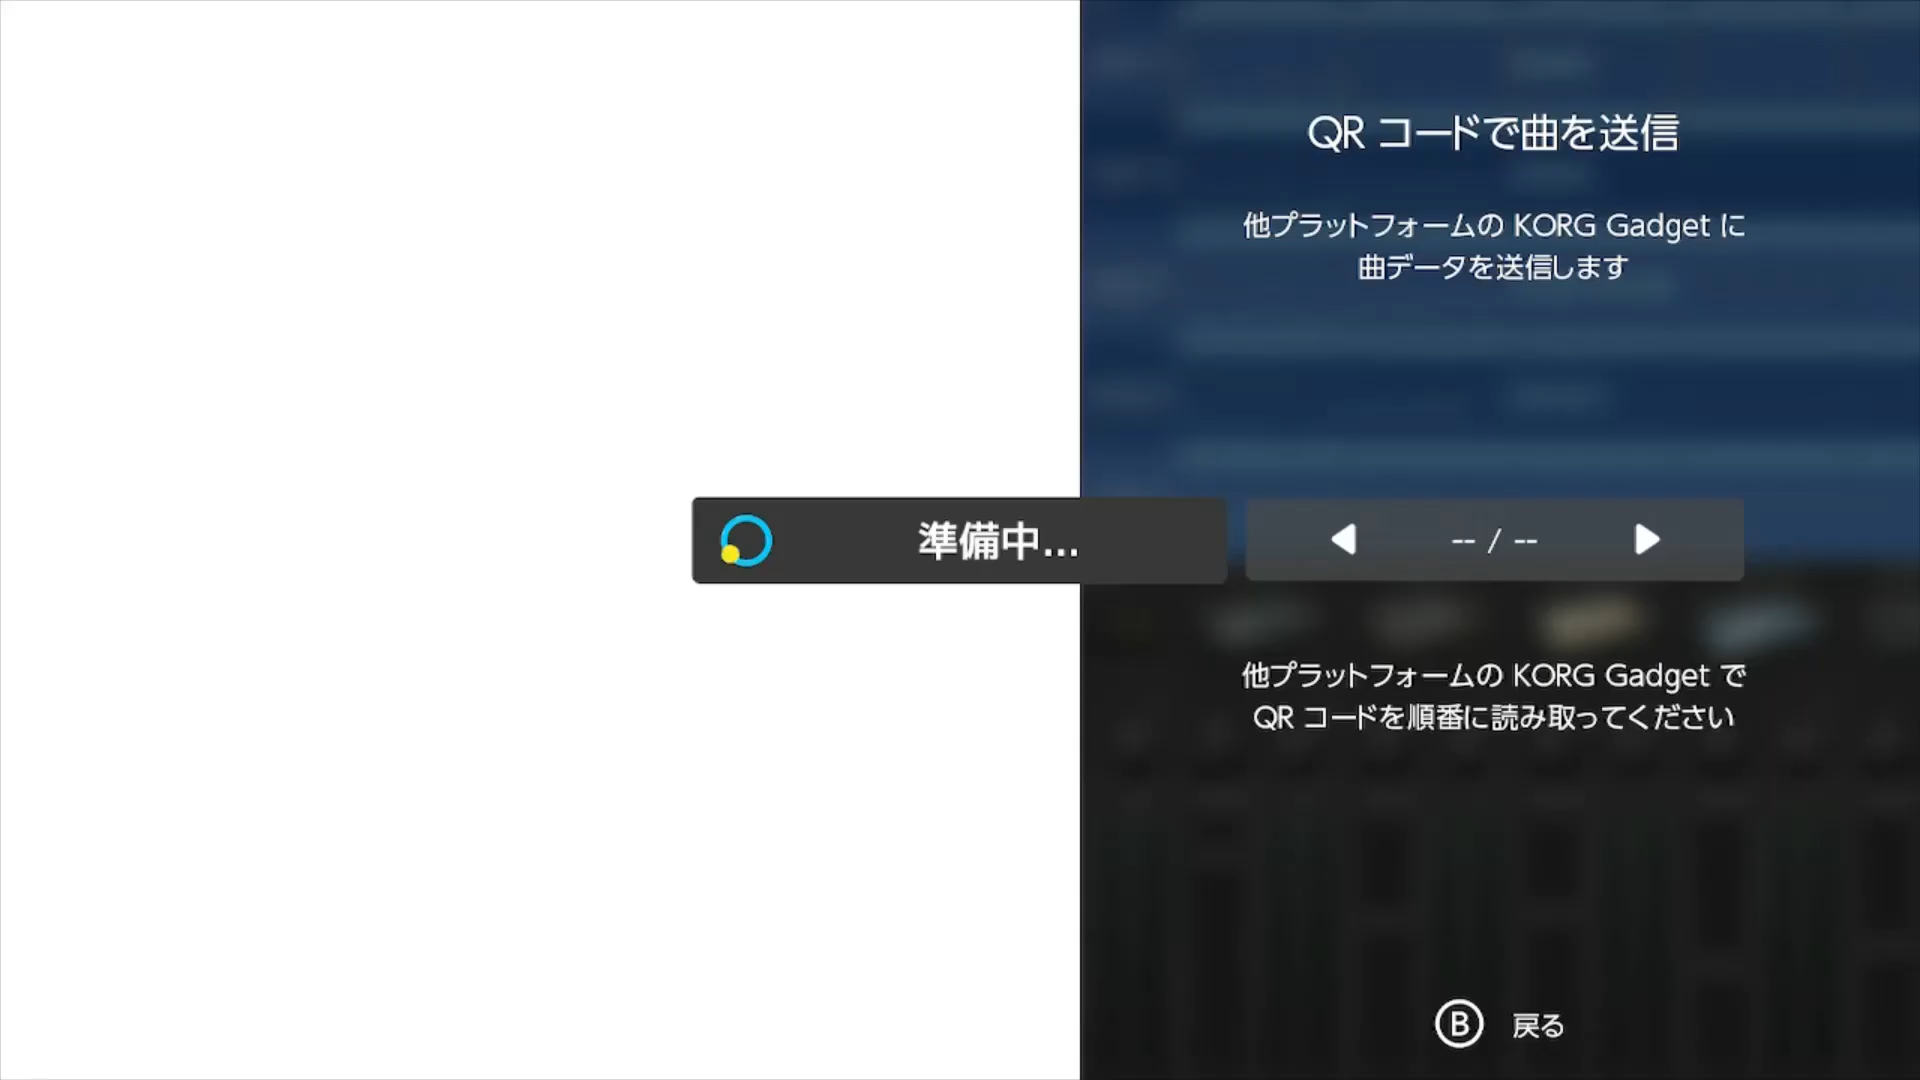 QR コードで曲を送信
他プラットフォームの KORG Gadget に
曲データを送信します
準備中...
-- / --
他プラットフォームの KORG Gadget で
QR コードを順番に読み取ってください
B 戻る